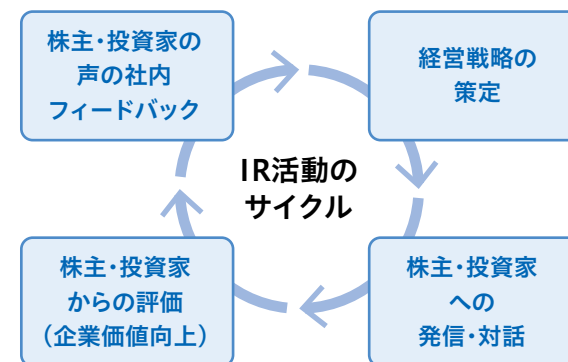 株主・投資家の
声の社内
フィードバック
経営戦略の
策定
IR活動の
サイクル
株主・投資家
からの評価
（企業価値向上）
株主・投資家
への
発信・対話